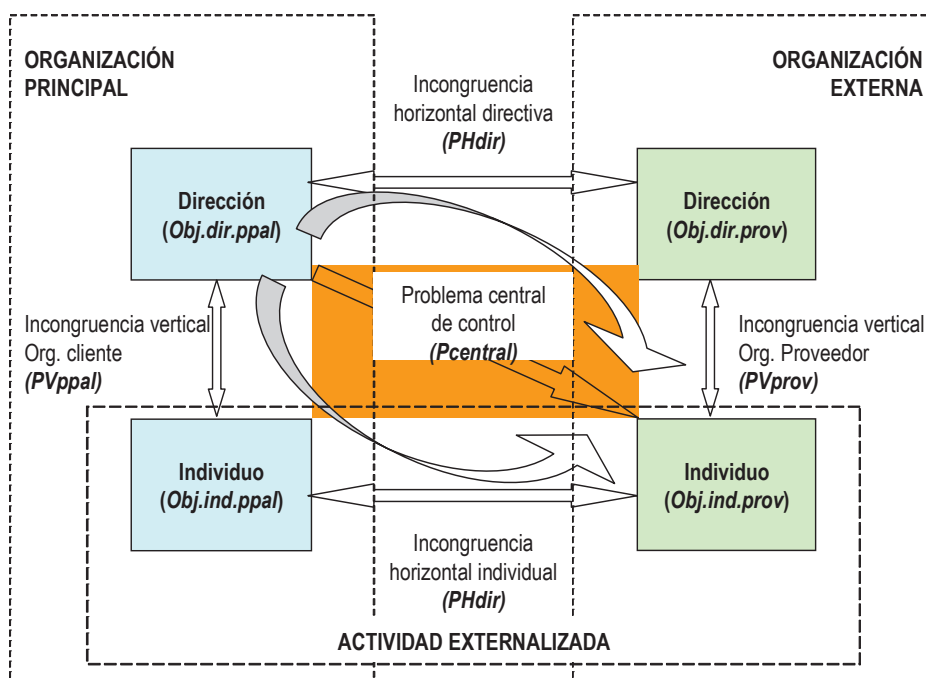 ORGANIZACIÓN
PRINCIPAL
ORGANIZACIÓN
EXTERNA
Incongruencia
horizontal directiva
(PHdir)
Dirección
(Obj.dir.ppal)
Dirección
(Obj.dir.prov)
Problema central
de control
(Pcentral)
Incongruencia vertical
Org. cliente
(PVppal)
Incongruencia vertical
Org. Proveedor
(PVprov)
Individuo
(Obj.ind.ppal)
Individuo
(Obj.ind.prov)
Incongruencia
horizontal individual
(PHdir)
ACTIVIDAD EXTERNALIZADA